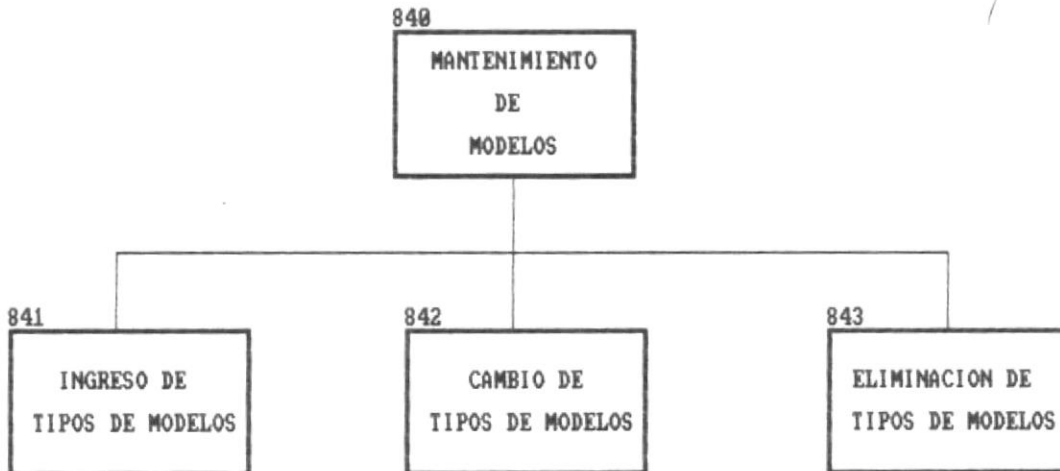 840
MANTENIMIENTO
DE
MODELOS
841
INGRESO DE
TIPOS DE MODELOS
842
CAMBIO DE
TIPOS DE MODELOS
843
ELIMINACION DE
TIPOS DE MODELOS